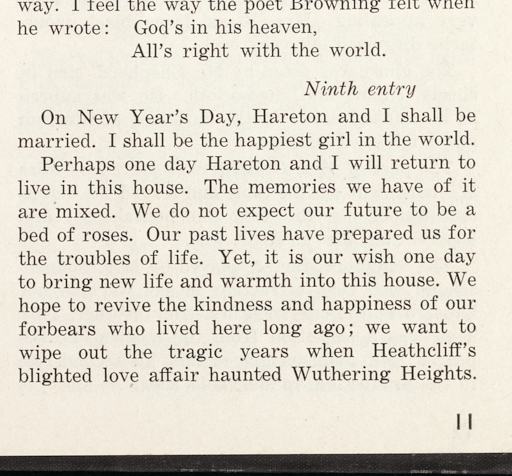 way. I feel the way the poet Browning felt when
he wrote: God's in his heaven,
All's right with the world.
Ninth entry
On New Year's Day, Hareton and I shall be
married. I shall be the happiest girl in the world.
Perhaps one day Hareton and I will return to
live in this house. The memories we have of it
are mixed. We do not expect our future to be a
bed of roses. Our past lives have prepared us for
the troubles of life. Yet, it is our wish one day
to bring new life and warmth into this house. We
hope to revive the kindness and happiness of our
forbears who lived here long ago; we want to
wipe out the tragic years when Heathcliff's
blighted love affair haunted Wuthering Heights.
11